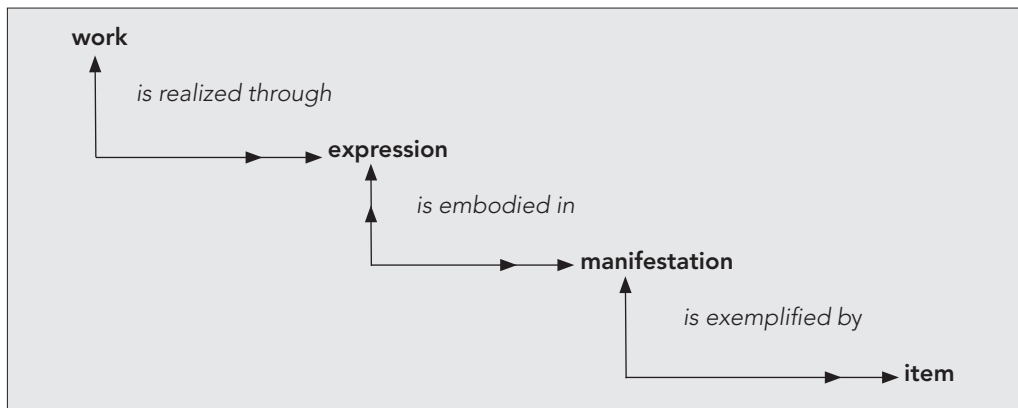 work
is realized through
expression
is embodied in
manifestation
is exemplified by
item